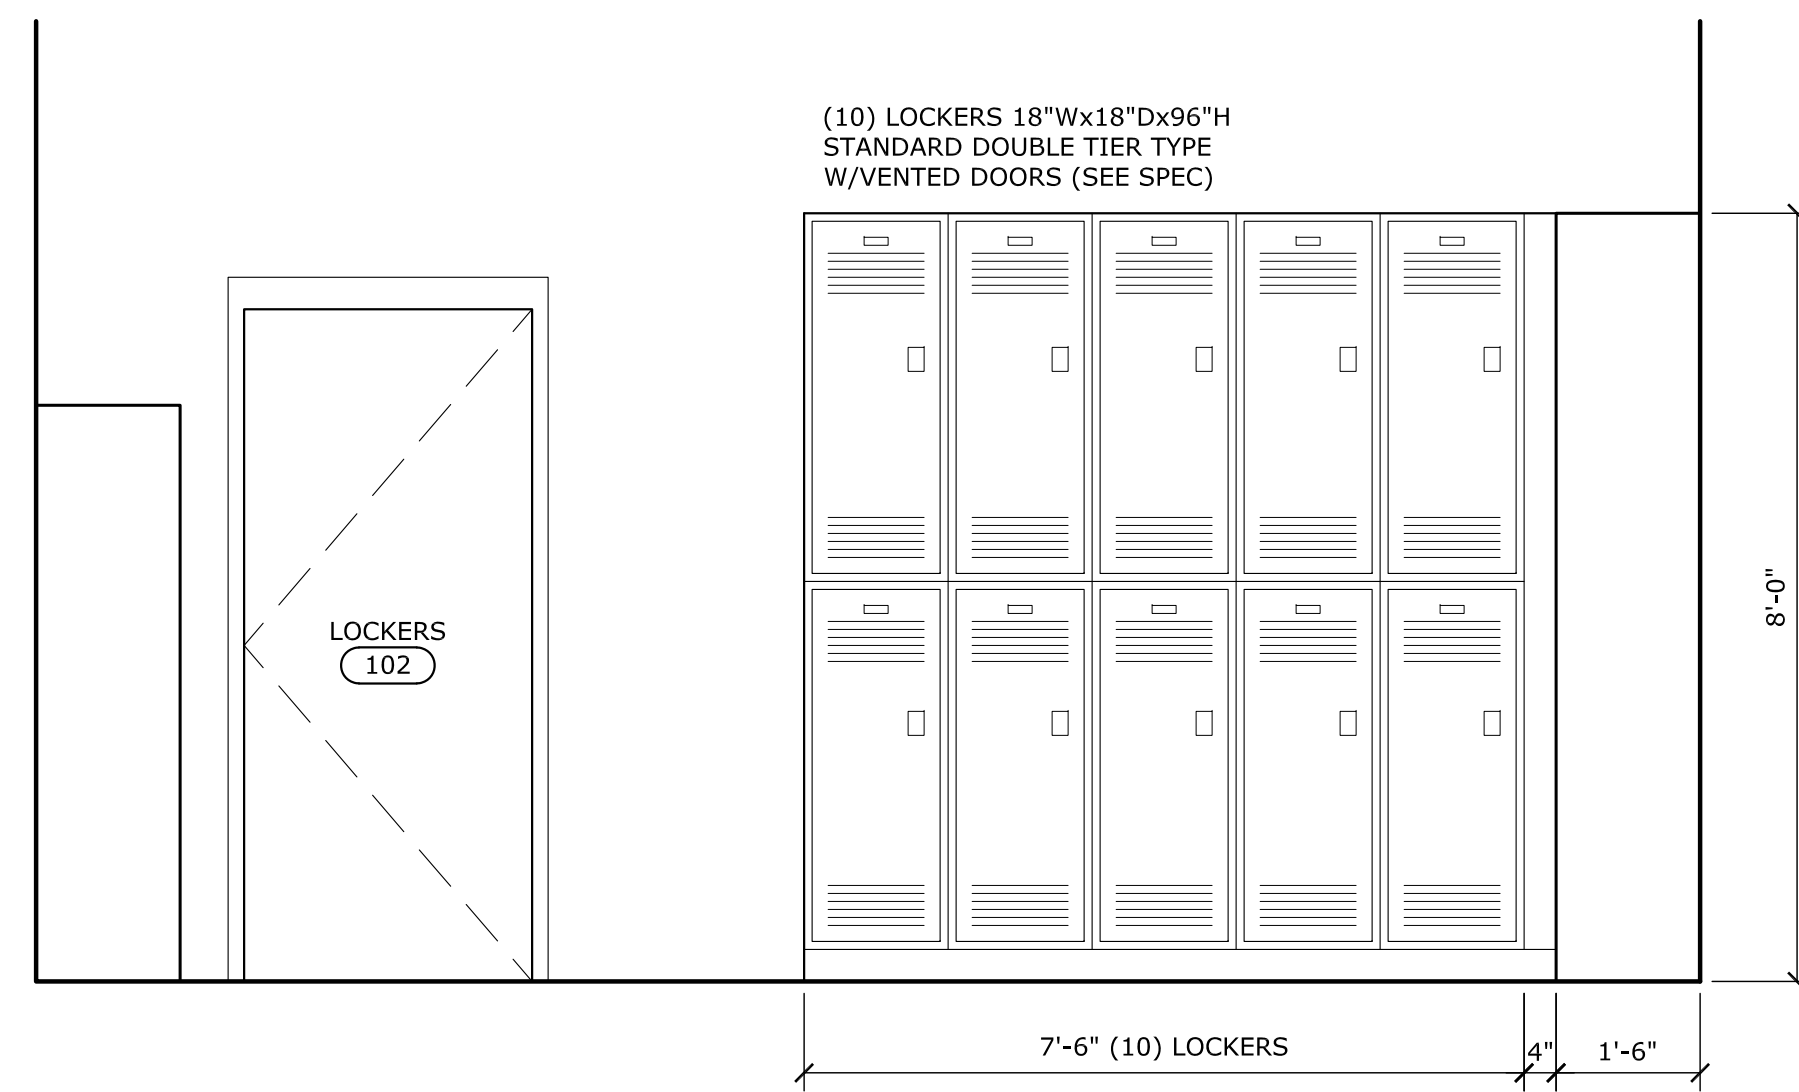 (10) LOCKERS 18"Wx18"Dx96"H
STANDARD DOUBLE TIER TYPE
W/VENTED DOORS (SEE SPEC)
LOCKERS
102
8'-0"
7'-6" (10) LOCKERS
4"
1'-6"